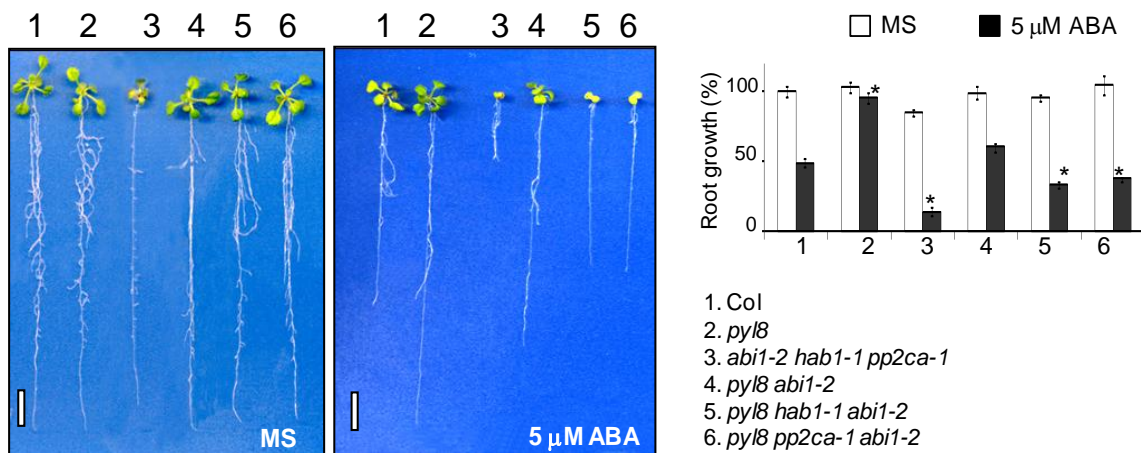 1 2 3 4 5 6
MS
1 2 3 4 5 6
5 μM ABA
MS 5 μM ABA
Root growth (%)
100
50
0
* * * *
1 2 3 4 5 6
1. Col
2. pyl8
3. abi1-2 hab1-1 pp2ca-1
4. pyl8 abi1-2
5. pyl8 hab1-1 abi1-2
6. pyl8 pp2ca-1 abi1-2